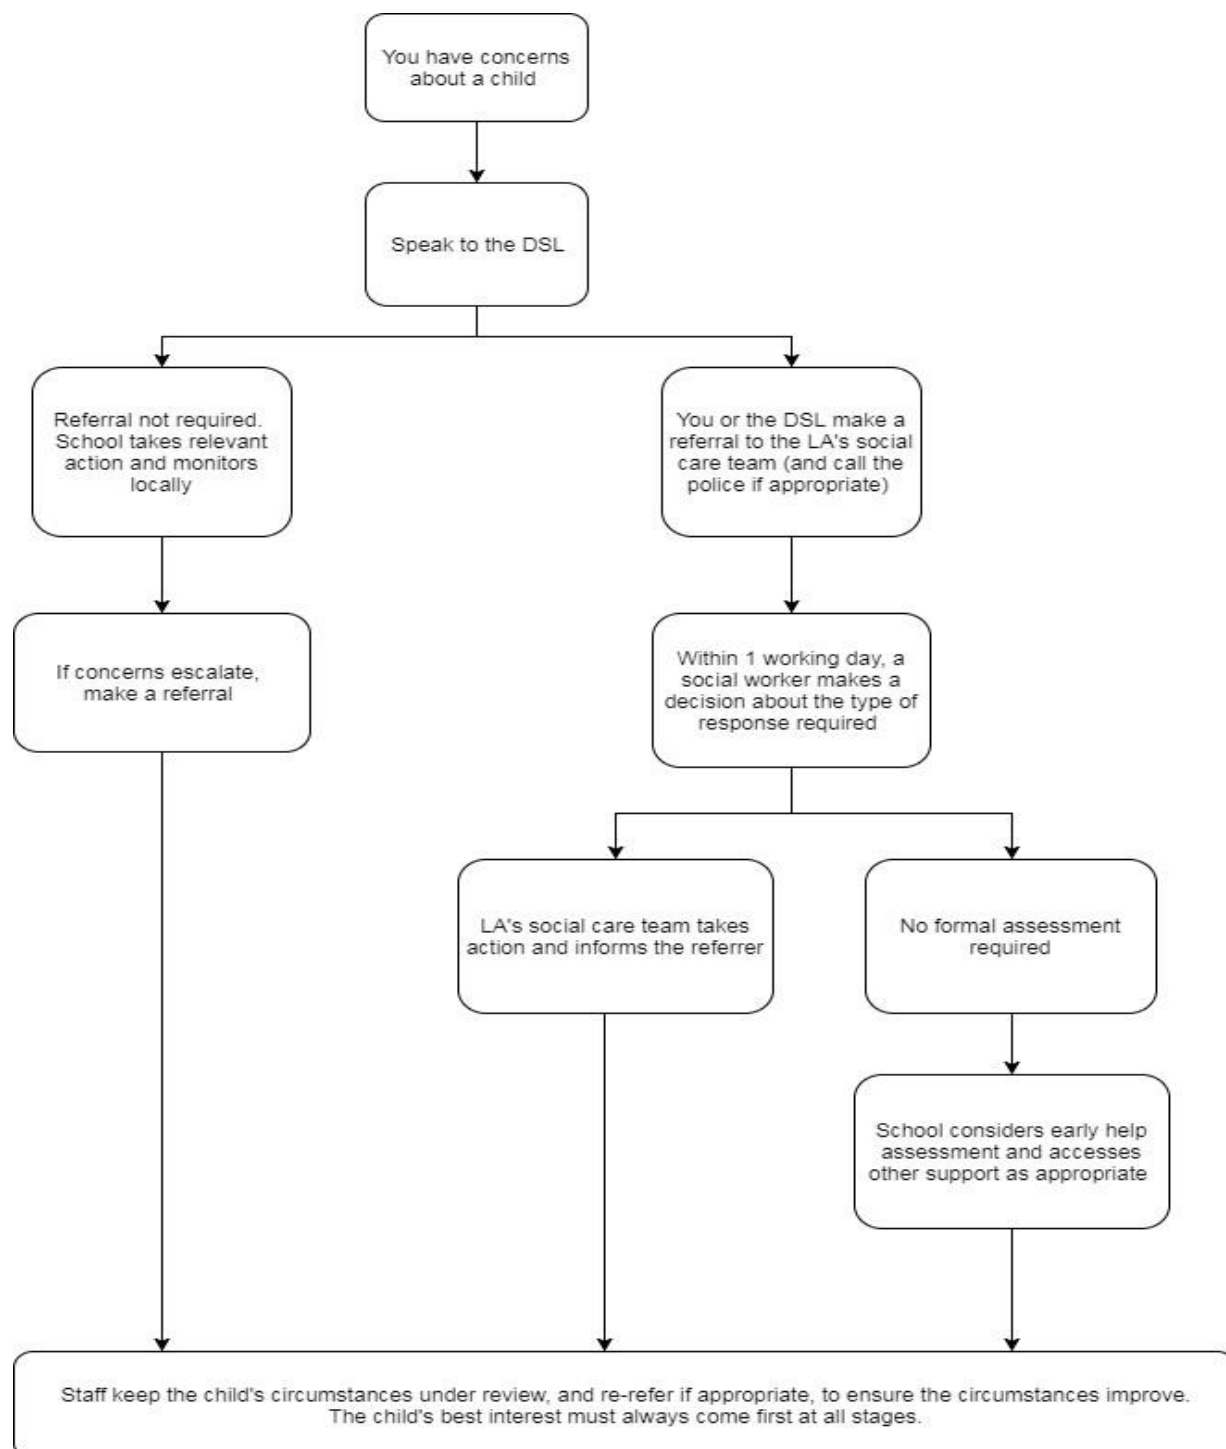 You have concerns
about a child
Speak to the DSL
Referral not required.
School takes relevant
action and monitors
locally
You or the DSL make a
referral to the LA's social
care team (and call the
police if appropriate)
If concerns escalate,
make a referral
Within 1 working day, a
social worker makes a
decision about the type of
response required
LA's social care team takes
action and informs the referrer
No formal assessment
required
School considers early help
assessment and accesses
other support as appropriate
Staff keep the child's circumstances under review, and re-refer if appropriate, to ensure the circumstances improve.
The child's best interest must always come first at all stages.